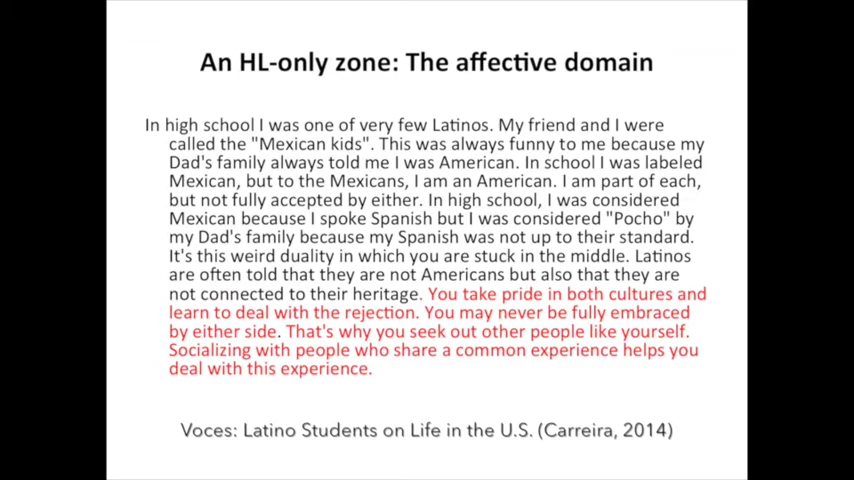 An HL-only zone: The affective domain
In high school I was one of very few Latinos. My friend and I were
called the "Mexican kids". This was always funny to me because my
Dad's family always told me I was American. In school I was labeled
Mexican, but to the Mexicans, I am an American. I am part of each,
but not fully accepted by either. In high school, I was considered
Mexican because I spoke Spanish but I was considered "Pocho" by
my Dad's family because my Spanish was not up to their standard.
It's this weird duality in which you are stuck in the middle. Latinos
are often told that they are not Americans but also that they are
not connected to their heritage. You take pride in both cultures and
learn to deal with the rejection. You may never be fully embraced
by either side. That's why you seek out other people like yourself.
Socializing with people who share a common experience helps you
deal with this experience.
Voces: Latino Students on Life in the U.S. (Carreira, 2014)